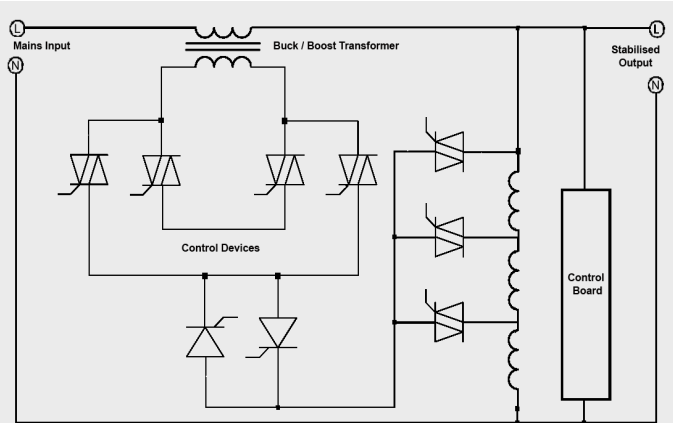 L
Mains Input
N
Buck / Boost Transformer
L
Stabilised
Output
N
Control Devices
Control
Board